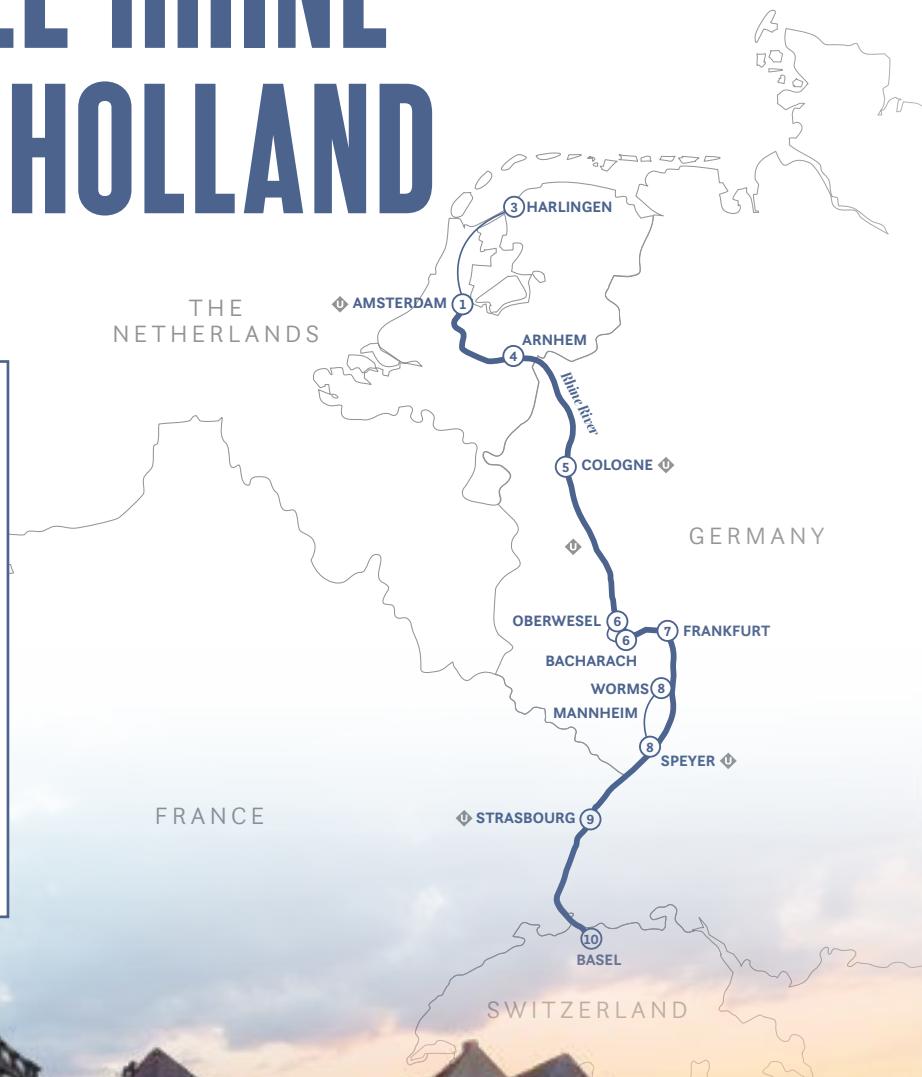 HOLLAND
3 HARLINGEN
THE
NETHERLANDS
U AMSTERDAM 1
ARNHEM
4
Rhine River
5 COLOGNE U
GERMANY
U
OBERWESEL 6
6
BACHARACH
7 FRANKFURT
WORMS 8
MANNHEIM
8
SPEYER U
FRANCE
U STRASBOURG 9
10
BASEL
SWITZERLAND